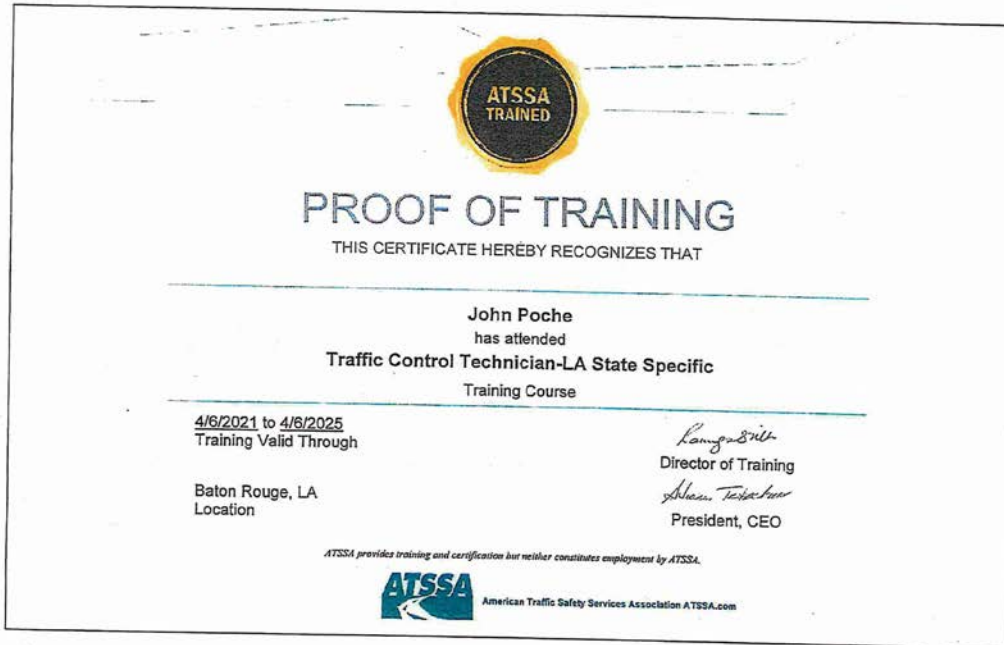 ATSSA
TRAINED
PROOF OF TRAINING
THIS CERTIFICATE HEREBY RECOGNIZES THAT
John Poche
has attended
Traffic Control Technician-LA State Specific
Training Course
4/6/2021 to 4/6/2025
Training Valid Through
Director of Training
Baton Rouge, LA
Location
President, CEO
ATSSA provides training and certification but neither constitutes employment by ATSSA.
ATSSA
American Traffic Safety Services Association ATSSA.com